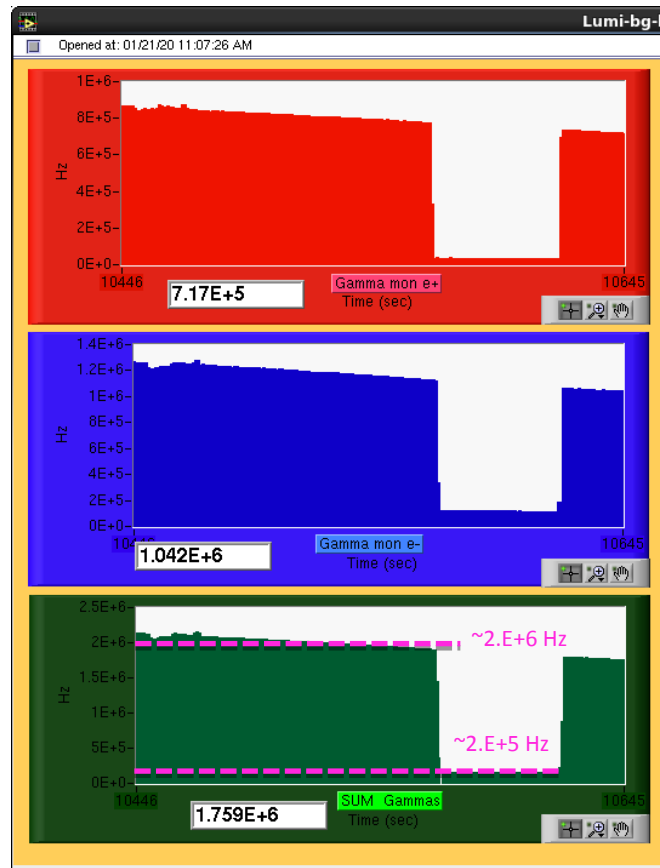 Lumi-bg-
Opened at: 01/21/20 11:07:26 AM
1E+6
8E+5
6E+5
4E+5
2E+5
0E+0
Hz
10446
10645
7.17E+5
Gamma mon e+
Time (sec)
1.4E+6
1.2E+6
1E+6
8E+5
6E+5
4E+5
2E+5
0E+0
Hz
10645
1.042E+6
Gamma mon e-
Time (sec)
2.5E+6
2E+6
1.5E+6
1E+6
5E+5
0E+0
Hz
~2.E+6 Hz
~2.E+5 Hz
10446
10645
1.759E+6
SUM Gammas
Time (sec)